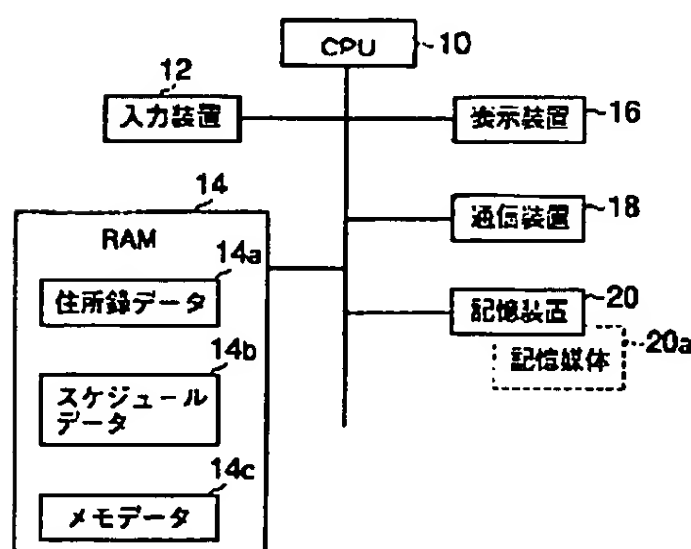 CPU
10
12
入力装置
表示装置
16
14
RAM
通信装置
18
14a
住所録データ
記憶装置
20
記憶媒体
20a
14b
スケジュール
データ
14c
メモデータ